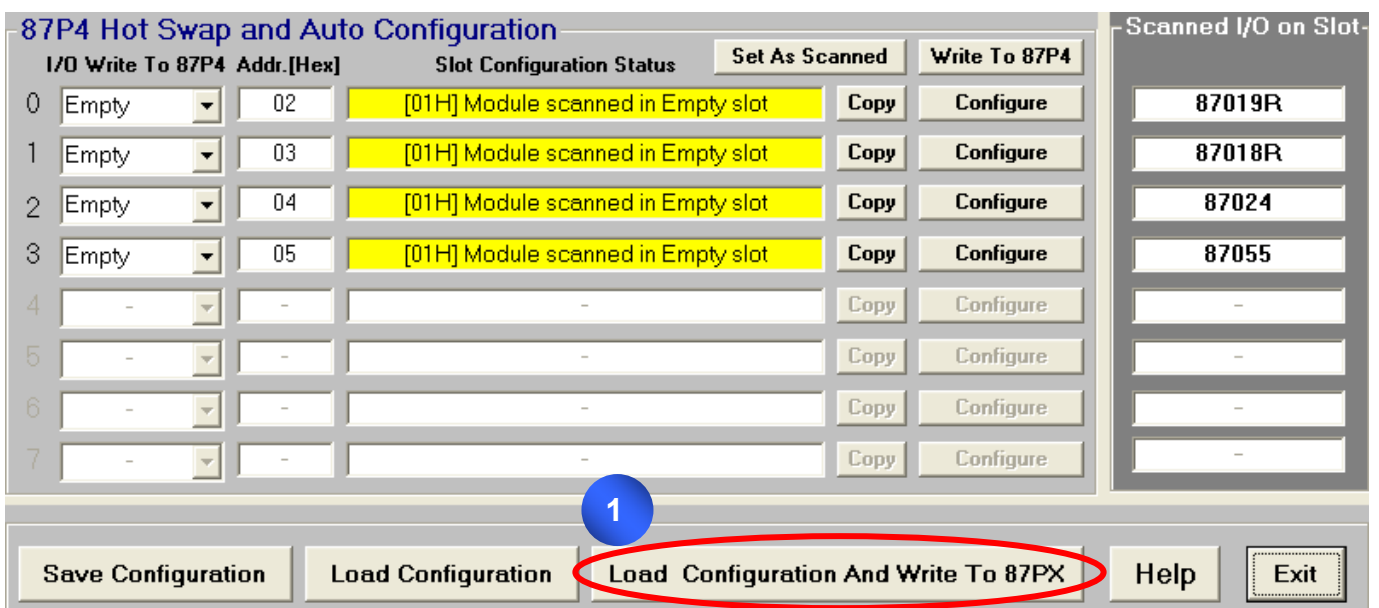 87P4 Hot Swap and Auto Configuration
Scanned I/O on Slot
I/O Write To 87P4 Addr.[Hex] Slot Configuration Status Set As Scanned Write To 87P4
0 Empty 02 [01H] Module scanned in Empty slot Copy Configure 87019R
1 Empty 03 [01H] Module scanned in Empty slot Copy Configure 87018R
2 Empty 04 [01H] Module scanned in Empty slot Copy Configure 87024
3 Empty 05 [01H] Module scanned in Empty slot Copy Configure 87055
4 - - - Copy Configure -
5 - - - Copy Configure -
6 - - - Copy Configure -
7 - - - Copy Configure -
1
Save Configuration Load Configuration Load Configuration And Write To 87PX Help Exit